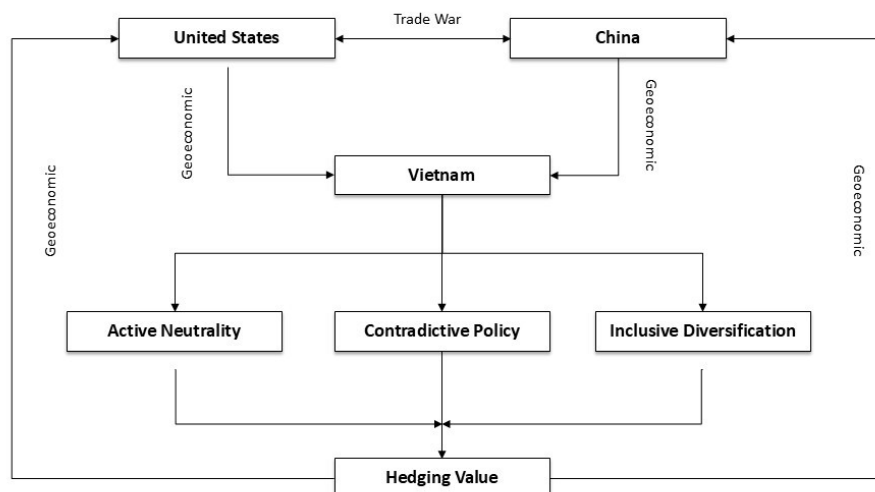 Trade War
United States
China
Geoeconomic
Geoeconomic
Geoeconomic
Geoeconomic
Vietnam
Active Neutrality
Contradictive Policy
Inclusive Diversification
Hedging Value